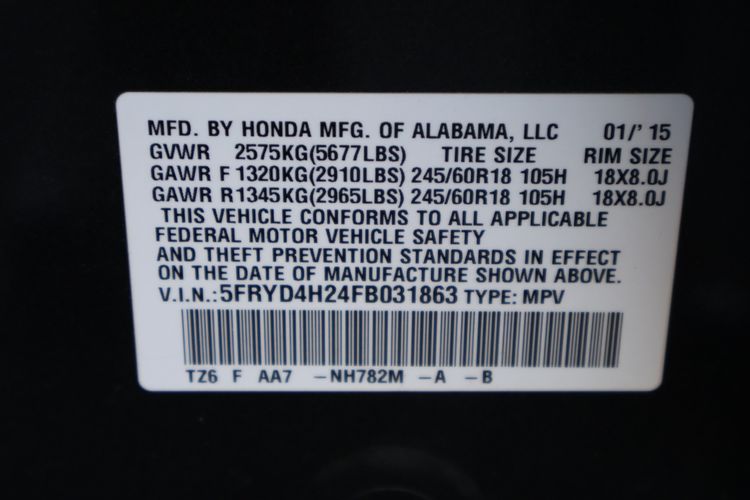 MFD. BY HONDA MFG. OF ALABAMA, LLC 01/'15
GVWR 2575KG(5677LBS) TIRE SIZE RIM SIZE
GAWR F 1320KG(2910LBS) 245/60R18 105H 18X8.0J
GAWR R 1345KG(2965LBS) 245/60R18 105H 18X8.0J
THIS VEHICLE CONFORMS TO ALL APPLICABLE
FEDERAL MOTOR VEHICLE SAFETY
AND THEFT PREVENTION STANDARDS IN EFFECT
ON THE DATE OF MANUFACTURE SHOWN ABOVE.
V.I.N.:5FRYD4H24FB031863 TYPE: MPV
TZ6 F AA7 -NH782M -A -B